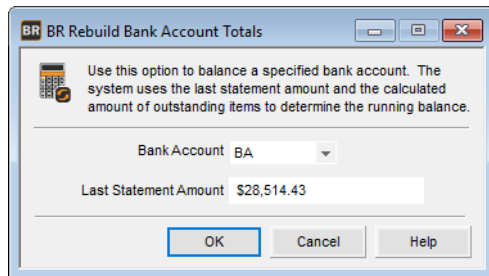 BR BR Rebuild Bank Account Totals
Use this option to balance a specified bank account. The
system uses the last statement amount and the calculated
amount of outstanding items to determine the running balance.
Bank Account BA
Last Statement Amount $28,514.43
OK Cancel Help